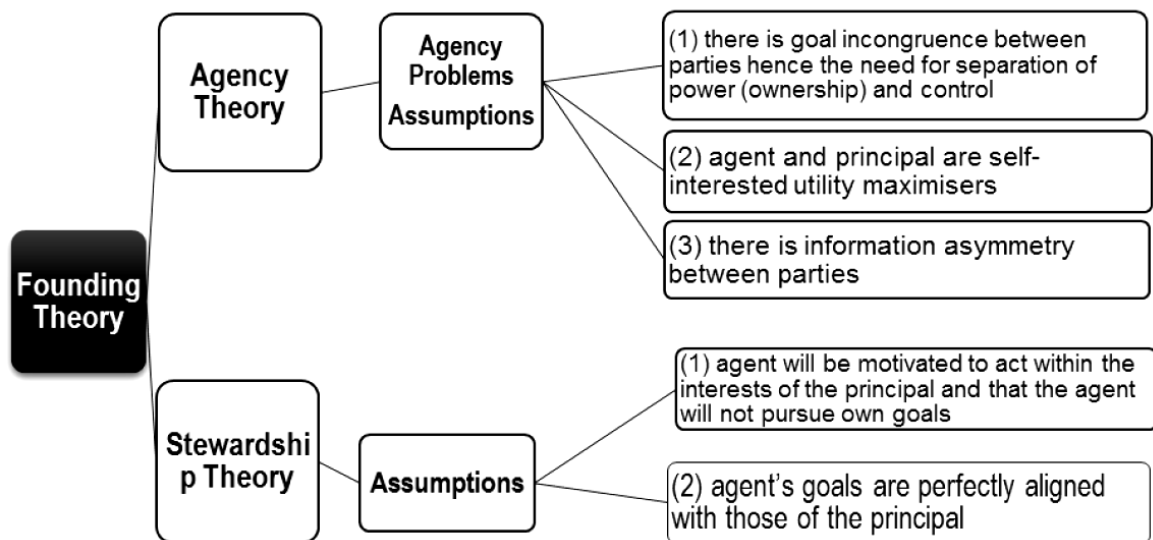 Founding
Theory
Agency
Theory
Agency
Problems
Assumptions
(1) there is goal incongruence between
parties hence the need for separation of
power (ownership) and control
(2) agent and principal are self-
interested utility maximisers
(3) there is information asymmetry
between parties
Stewardshi
p Theory
Assumptions
(1) agent will be motivated to act within the
interests of the principal and that the agent
will not pursue own goals
(2) agent's goals are perfectly aligned
with those of the principal